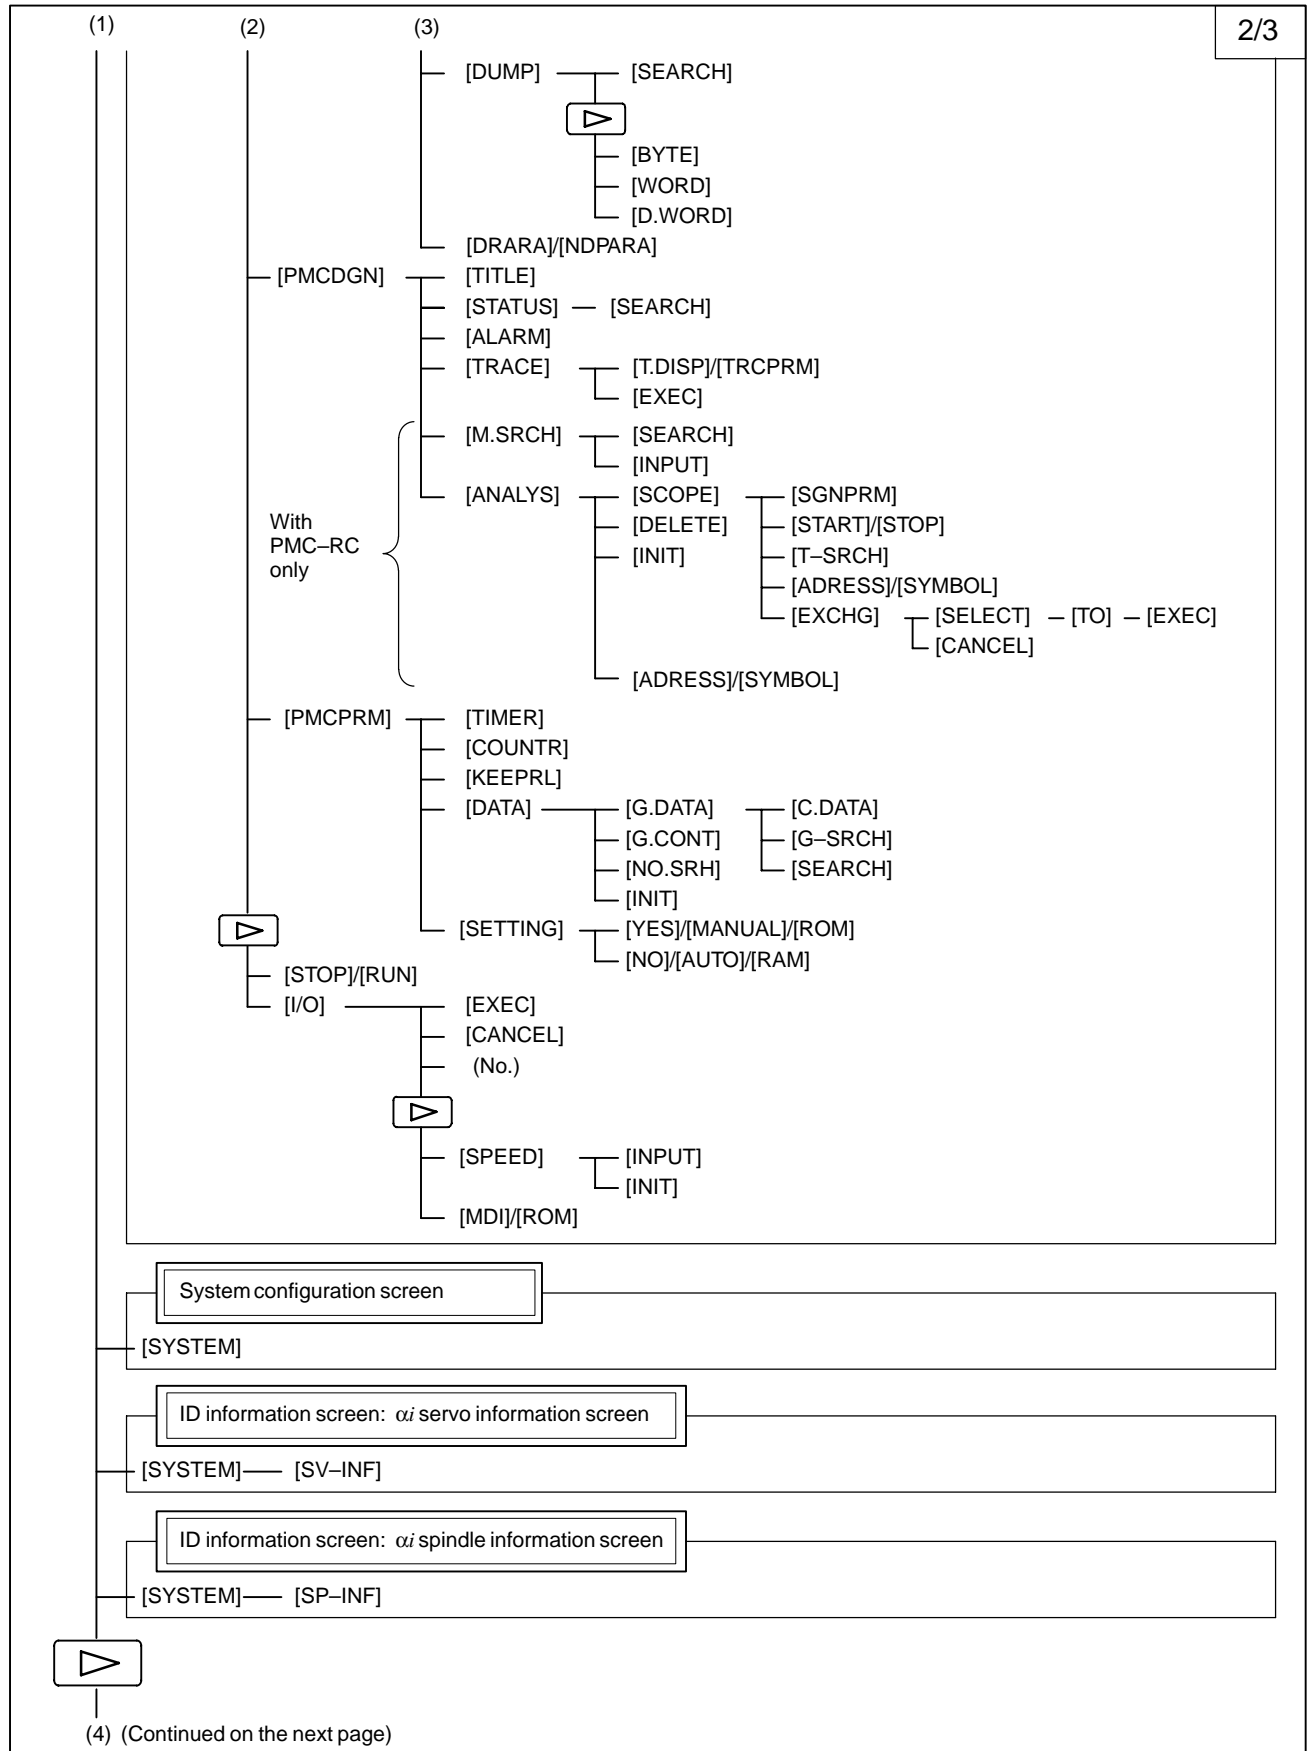 (1) (2) (3) 2/3
[DUMP] [SEARCH]
[BYTE]
[WORD]
[D.WORD]
[DRARA]/[NDPARA]
[PMCDGN] [TITLE]
[STATUS] [SEARCH]
[ALARM]
[TRACE] [T.DISP]/[TRCPRM]
[EXEC]
[M.SRCH] [SEARCH]
[INPUT]
[ANALYS] [SCOPE] [SGNPRM]
With
PMC–RC
only
[DELETE] [START]/[STOP]
[INIT] [T–SRCH]
[ADRESS]/[SYMBOL]
[EXCHG] [SELECT] [TO] [EXEC]
[CANCEL]
[ADRESS]/[SYMBOL]
[PMCPRM] [TIMER]
[COUNTR]
[KEEPRL]
[DATA] [G.DATA] [C.DATA]
[G.CONT] [G–SRCH]
[NO.SRH] [SEARCH]
[INIT]
[SETTING] [YES]/[MANUAL]/[ROM]
[NO]/[AUTO]/[RAM]
[STOP]/[RUN]
[I/O] [EXEC]
[CANCEL]
(No.)
[SPEED] [INPUT]
[INIT]
[MDI]/[ROM]
System configuration screen
[SYSTEM]
ID information screen: αi servo information screen
[SYSTEM] [SV–INF]
ID information screen: αi spindle information screen
[SYSTEM] [SP–INF]
(4) (Continued on the next page)